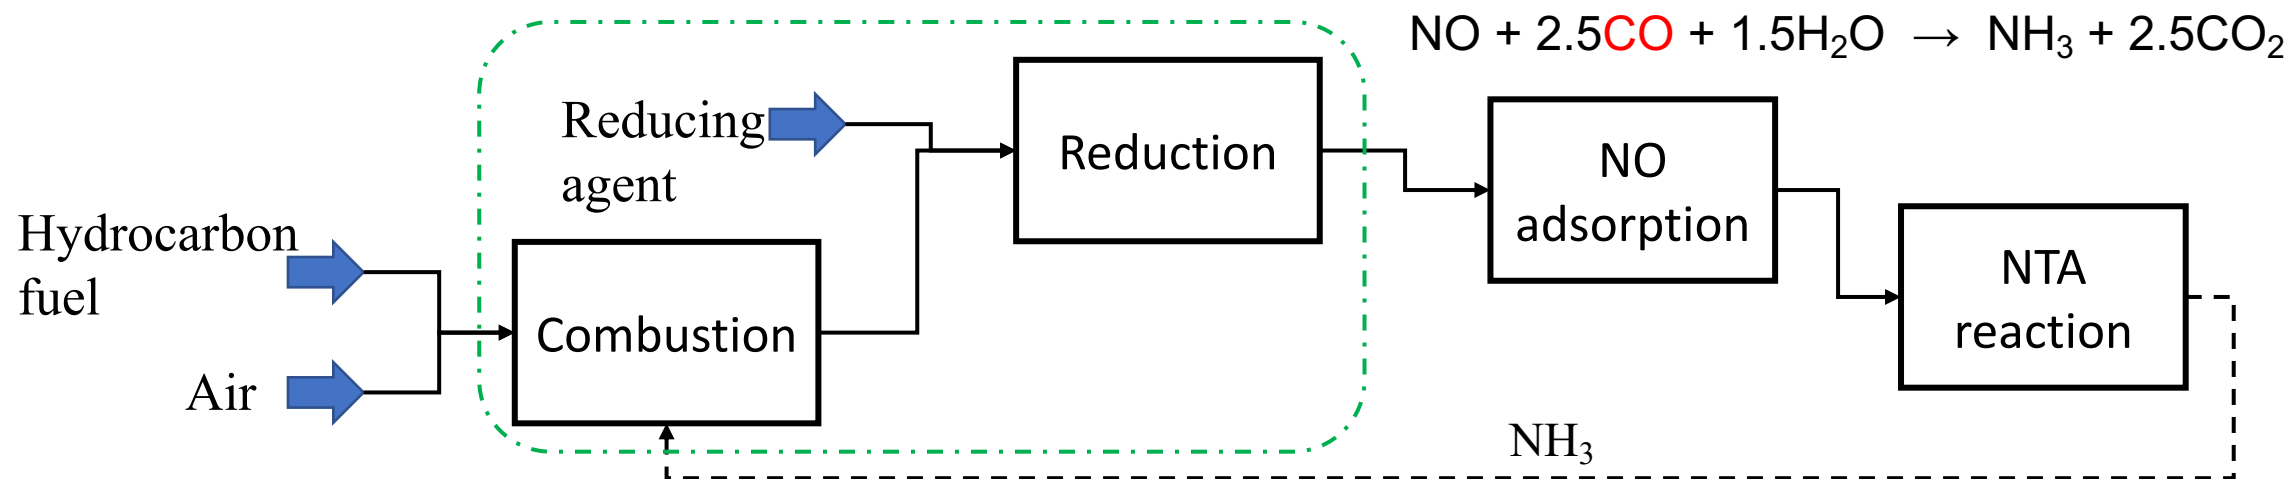 NO + 2.5CO + 1.5H₂O → NH₃ + 2.5CO₂
Reducing
agent
Reduction
NO
adsorption
Hydrocarbon
fuel
NTA
reaction
Combustion
Air
NH₃